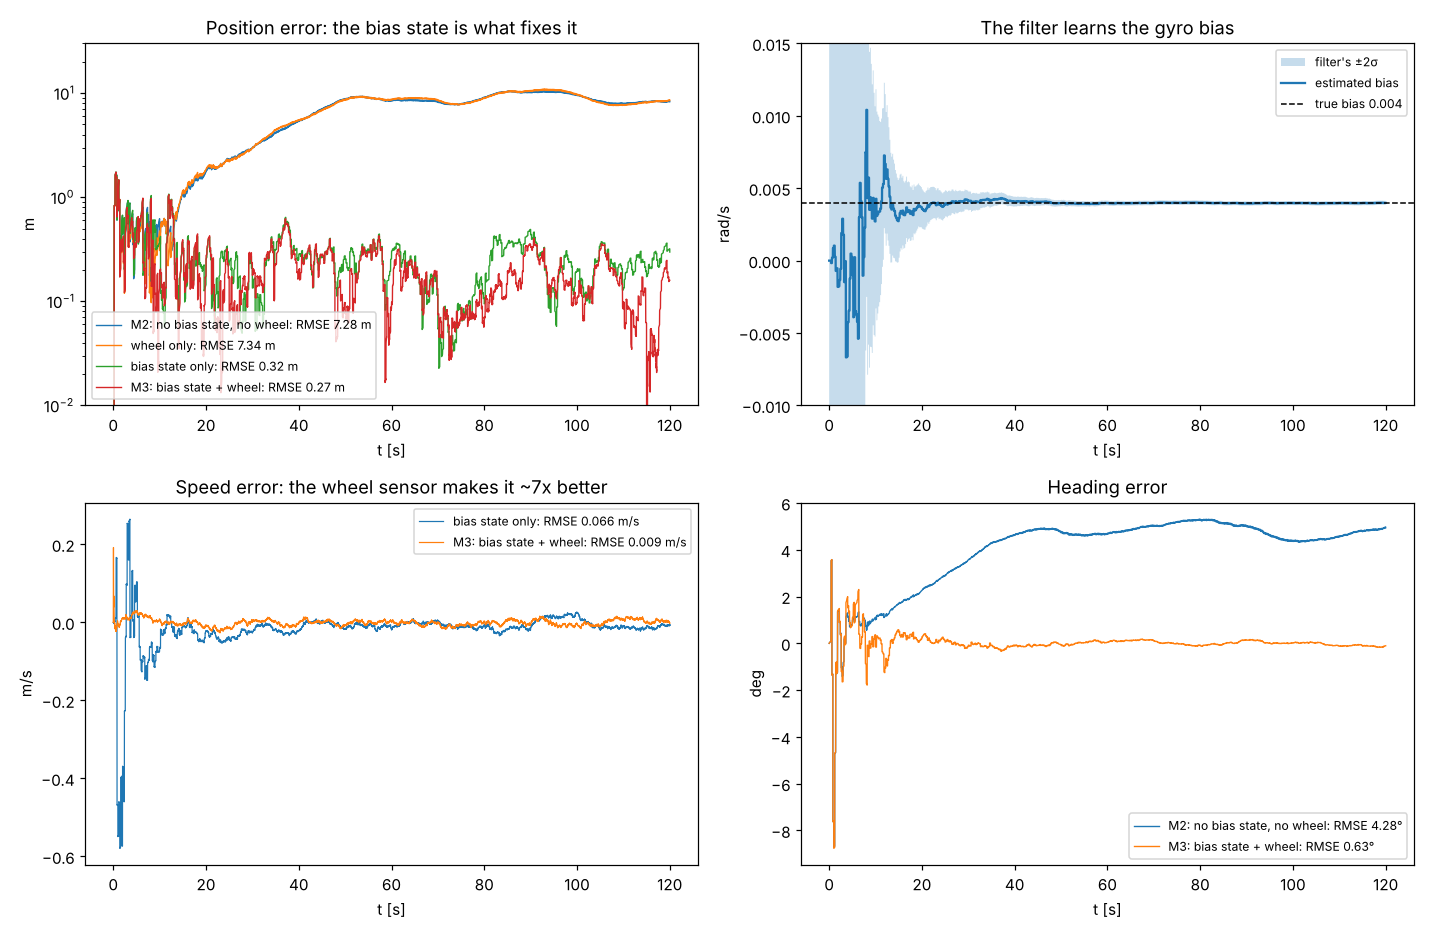 Position error: the bias state is what fixes it
10¹
10⁰
10⁻¹
10⁻²
m
M2: no bias state, no wheel: RMSE 7.28 m
wheel only: RMSE 7.34 m
bias state only: RMSE 0.32 m
M3: bias state + wheel: RMSE 0.27 m
0 20 40 60 80 100 120
t [s]
The filter learns the gyro bias
0.015
0.010
0.005
0.000
−0.005
−0.010
rad/s
filter's ±2σ
estimated bias
true bias 0.004
0 20 40 60 80 100 120
t [s]
Speed error: the wheel sensor makes it ~7x better
0.2
0.0
−0.2
−0.4
−0.6
m/s
bias state only: RMSE 0.066 m/s
M3: bias state + wheel: RMSE 0.009 m/s
0 20 40 60 80 100 120
t [s]
Heading error
6
4
2
0
−2
−4
−6
−8
deg
M2: no bias state, no wheel: RMSE 4.28°
M3: bias state + wheel: RMSE 0.63°
0 20 40 60 80 100 120
t [s]